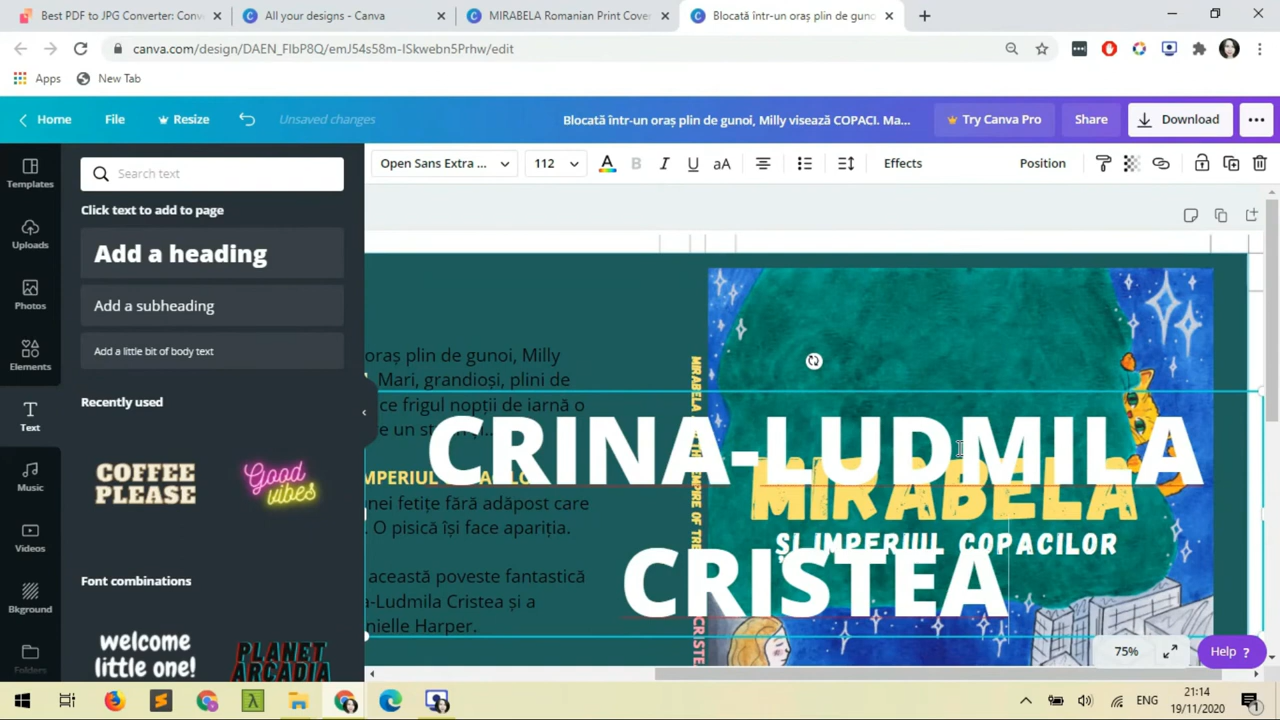 Best PDF to JPG Converter: Conv
All your designs - Canva
MIRABELA Romanian Print Cover
Blocată într-un oraș plin de guno
canva.com/design/DAEN_FIbP8Q/emJ54s58m-ISkwebn5Prhw/edit
Apps
New Tab
Home
File
Resize
Unsaved changes
Blocată într-un oraș plin de gunoi, Milly visează COPACI. Ma...
Try Canva Pro
Share
Download
Templates
Uploads
Photos
Elements
Text
Music
Videos
Bkground
Folders
Search text
Click text to add to page
Add a heading
Add a subheading
Add a little bit of body text
Recently used
COFFEE
PLEASE
Good
vibes
Font combinations
welcome
little one!
PLANET
ARCADIA
Open Sans Extra ...
112
A
B
I
U
aA
Effects
Position
oraș plin de gunoi, Milly
Mari, grandioși, plini de
ce frigul nopții de iarnă o
e un
IMPERIUL
nei fetițe fără adăpost care
. O pisică își face apariția.
această poveste fantastică
a-Ludmila Cristea și a
nielle Harper.
CRINA-LUDMILA
CRISTEA
MIRABELA
ȘI IMPERIUL COPACILOR
75%
Help ?
ENG
21:14
19/11/2020